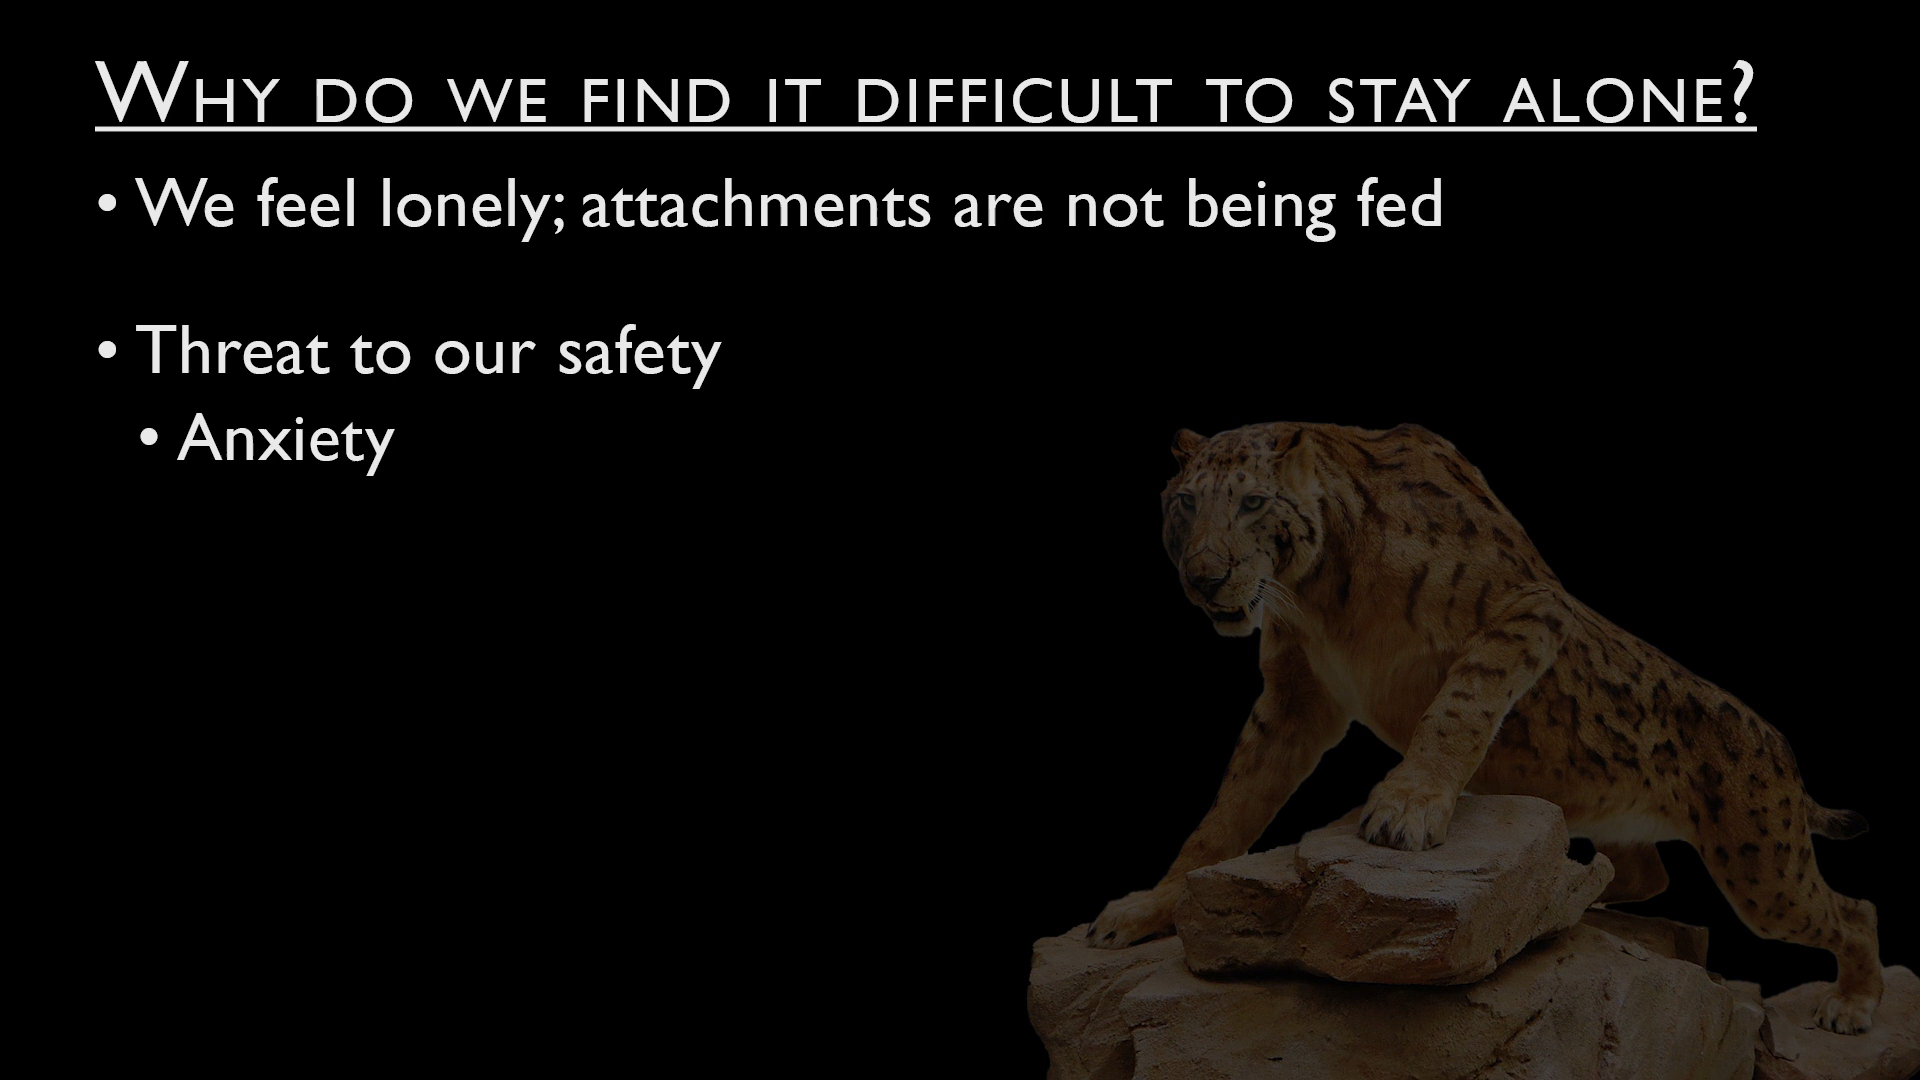 Why do we find it difficult to stay alone?
• We feel lonely; attachments are not being fed
• Threat to our safety
• Anxiety